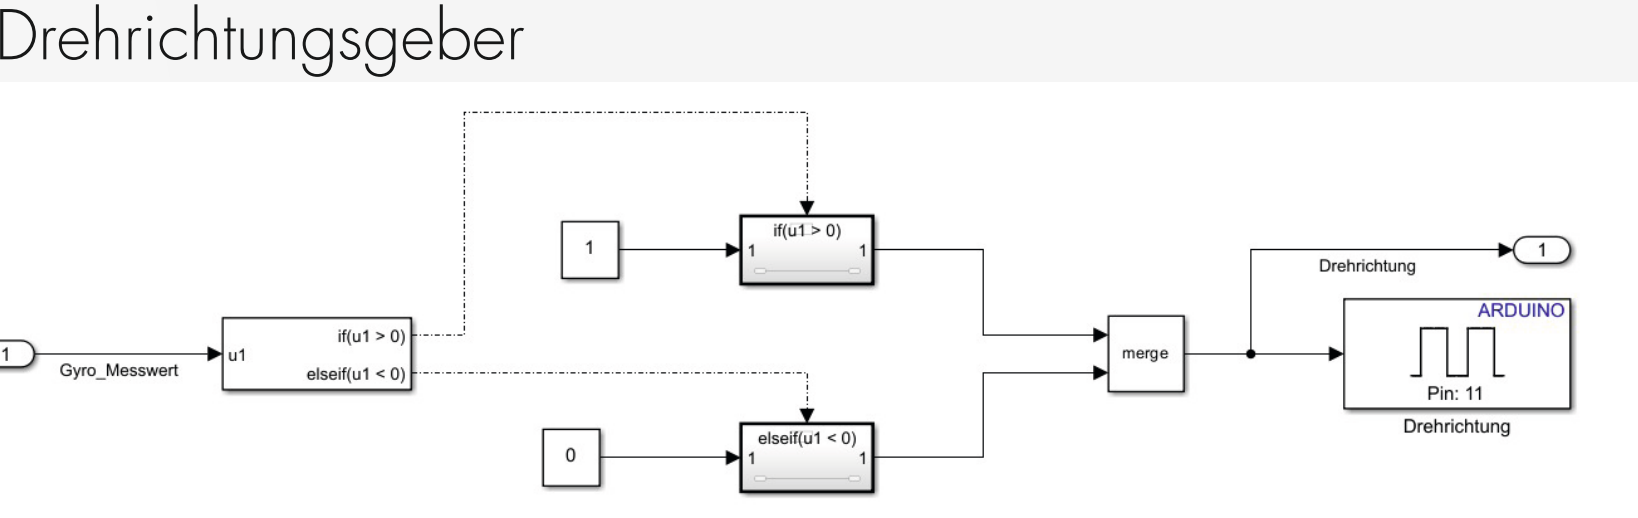 Drehrichtungsgeber
1
Gyro_Messwert
u1
if(u1 > 0)
elseif(u1 < 0)
1
if(u1 > 0)
1
1
0
elseif(u1 < 0)
1
1
merge
Drehrichtung
1
ARDUINO
Pin: 11
Drehrichtung